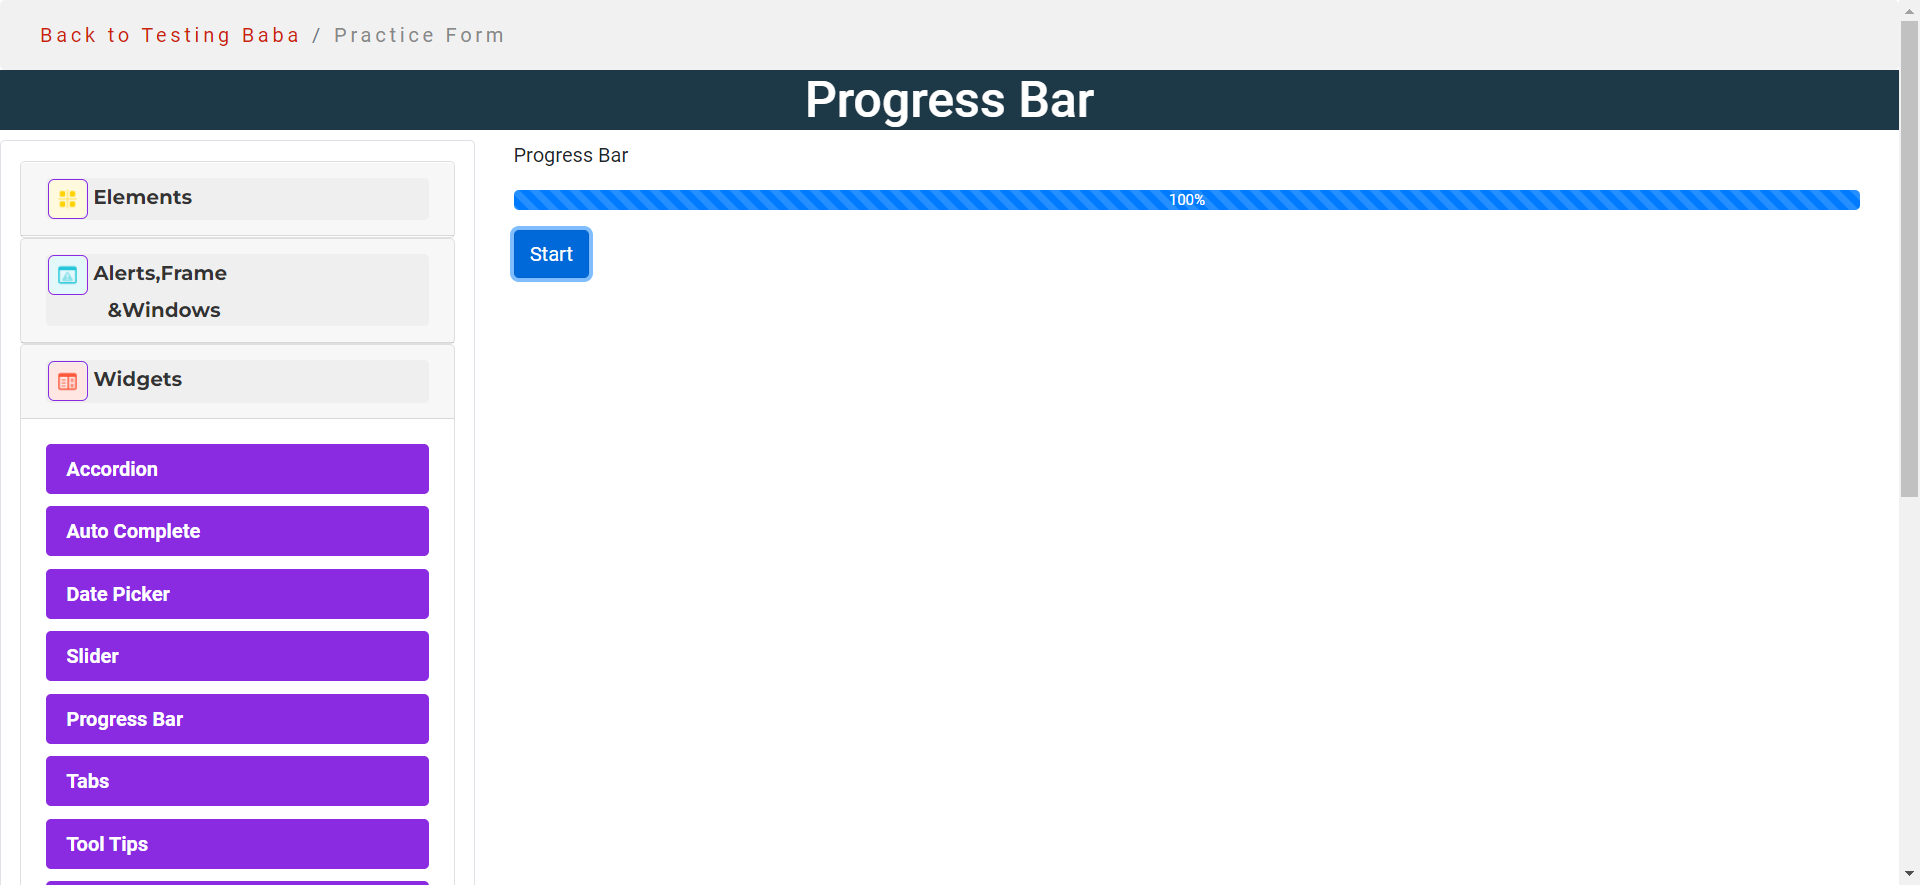 Back to Testing Baba / Practice Form
Progress Bar
Elements
Alerts,Frame
&Windows
Widgets
Accordion
Auto Complete
Date Picker
Slider
Progress Bar
Tabs
Tool Tips
Progress Bar
100%
Start